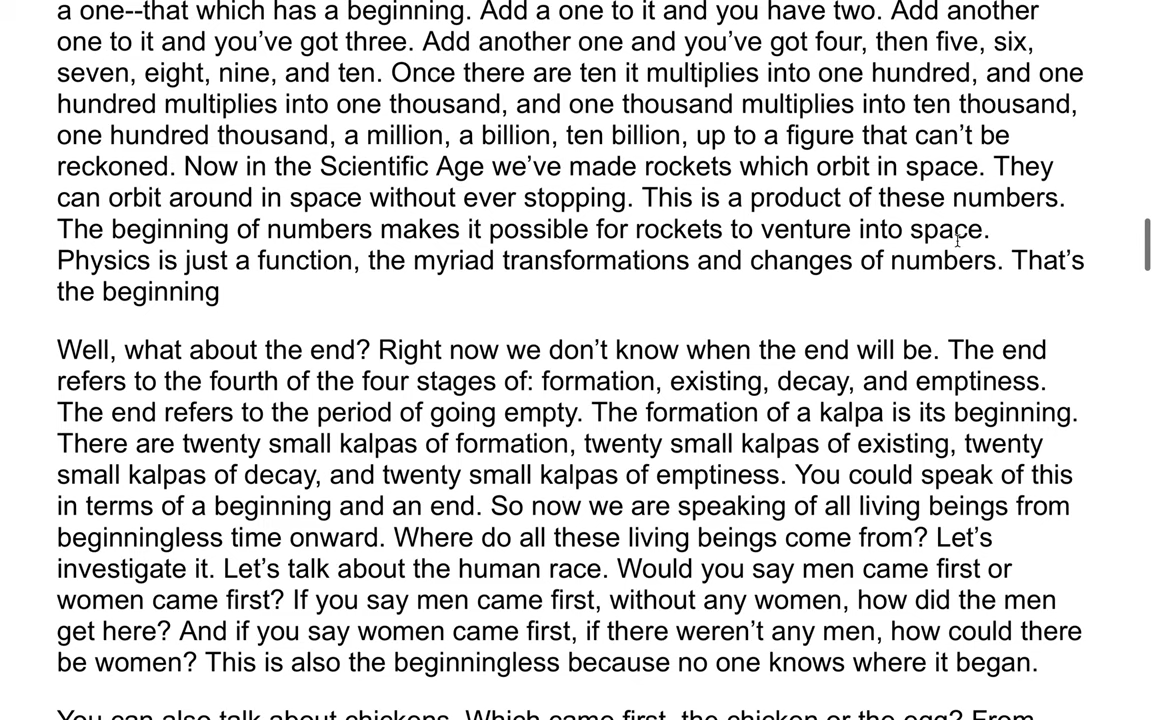 a one--that which has a beginning. Add a one to it and you have two. Add another
one to it and you've got three. Add another one and you've got four, then five, six,
seven, eight, nine, and ten. Once there are ten it multiplies into one hundred, and one
hundred multiplies into one thousand, and one thousand multiplies into ten thousand,
one hundred thousand, a million, a billion, ten billion, up to a figure that can't be
reckoned. Now in the Scientific Age we've made rockets which orbit in space. They
can orbit around in space without ever stopping. This is a product of these numbers.
The beginning of numbers makes it possible for rockets to venture into space.
Physics is just a function, the myriad transformations and changes of numbers. That's
the beginning
Well, what about the end? Right now we don't know when the end will be. The end
refers to the fourth of the four stages of: formation, existing, decay, and emptiness.
The end refers to the period of going empty. The formation of a kalpa is its beginning.
There are twenty small kalpas of formation, twenty small kalpas of existing, twenty
small kalpas of decay, and twenty small kalpas of emptiness. You could speak of this
in terms of a beginning and an end. So now we are speaking of all living beings from
beginningless time onward. Where do all these living beings come from? Let's
investigate it. Let's talk about the human race. Would you say men came first or
women came first? If you say men came first, without any women, how did the men
get here? And if you say women came first, if there weren't any men, how could there
be women? This is also the beginningless because no one knows where it began.
You can also talk about chickens. Which came first, the chicken or the egg? From